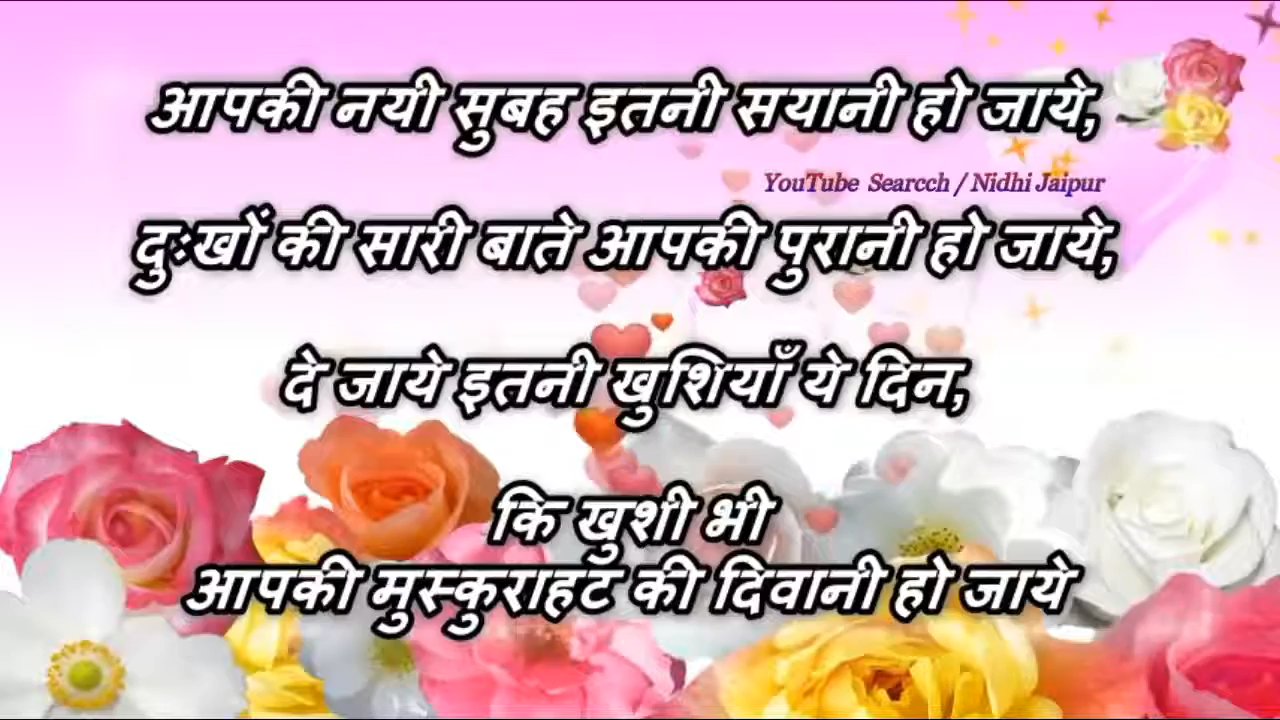 आपकी नयी सुबह इतनी सयानी हो जाये,
YouTube Searcch / Nidhi Jaipur
दुःखों की सारी बाते आपकी पुरानी हो जाये,
दे जाये इतनी खुशियाँ ये दिन,
कि खुशी भी
आपकी मुस्कुराहट की दिवानी हो जाये